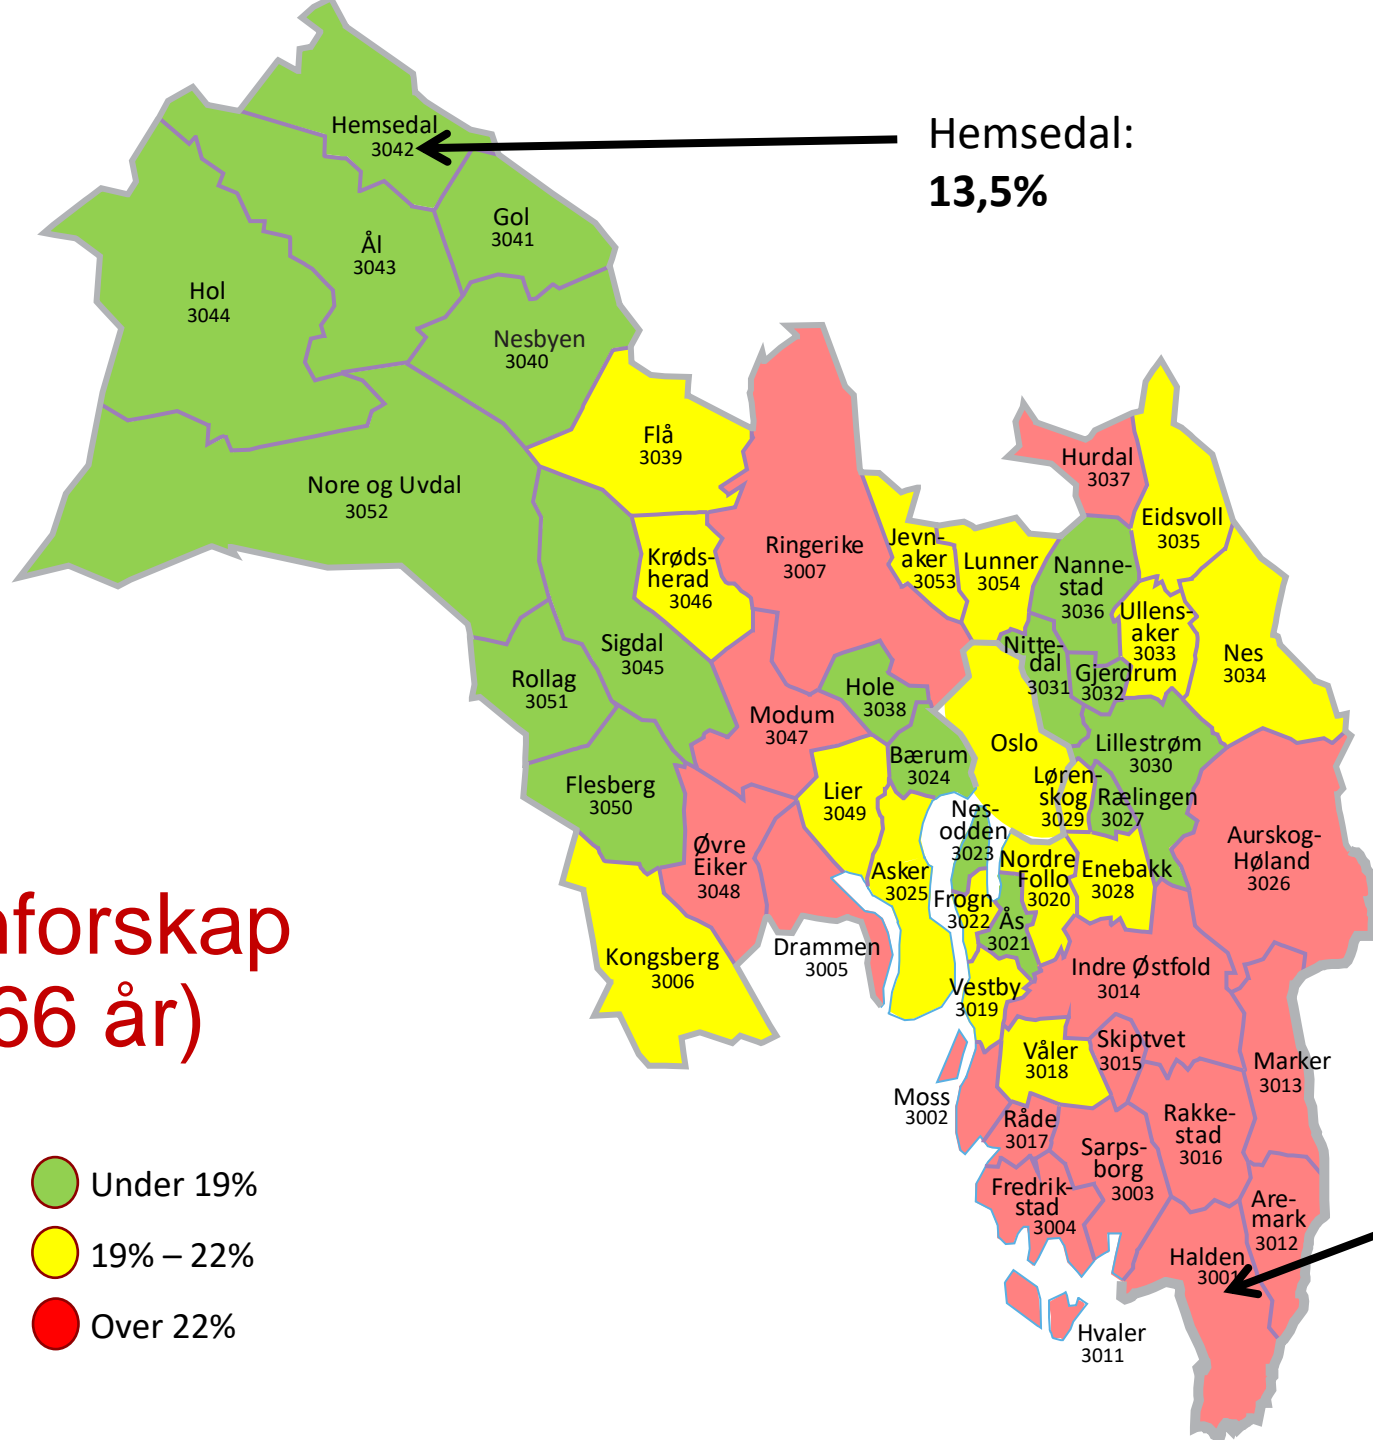 Hemsedal
3042
Hemsedal:
13,5%
Gol
3041
Ål
3043
Hol
3044
Nesbyen
3040
Flå
3039
Nore og Uvdal
3052
Hurdal
3037
Eidsvoll
3035
Ringerike
3007
Jevn-
aker
3053
Lunner
3054
Krøds-
herad
3046
Nanne-
stad
3036
Ullens-
aker
3033
Nes
3034
Sigdal
3045
Rollag
3051
Nitte-
dal
3031
Gjerdrum
3032
Hole
3038
Modum
3047
Oslo
Lillestrøm
3030
Bærum
3024
Flesberg
3050
Lier
3049
Løren-
skog
3029
Rælingen
3027
Nes-
odden
3023
Aurskog-
Høland
3026
Øvre
Eiker
3048
Asker
3025
Nordre
Follo
3020
Enebakk
3028
Frogn
3022
Ås
3021
Drammen
3005
Kongsberg
3006
Indre Østfold
3014
Vestby
3019
Skiptvet
3015
Våler
3018
Marker
3013
Moss
3002
Råde
3017
Rakke-
stad
3016
Sarps-
borg
3003
Fredrik-
stad
3004
Are-
mark
3012
Halden
3001
Hvaler
3011
nforskap
66 år)
Under 19%
19% – 22%
Over 22%